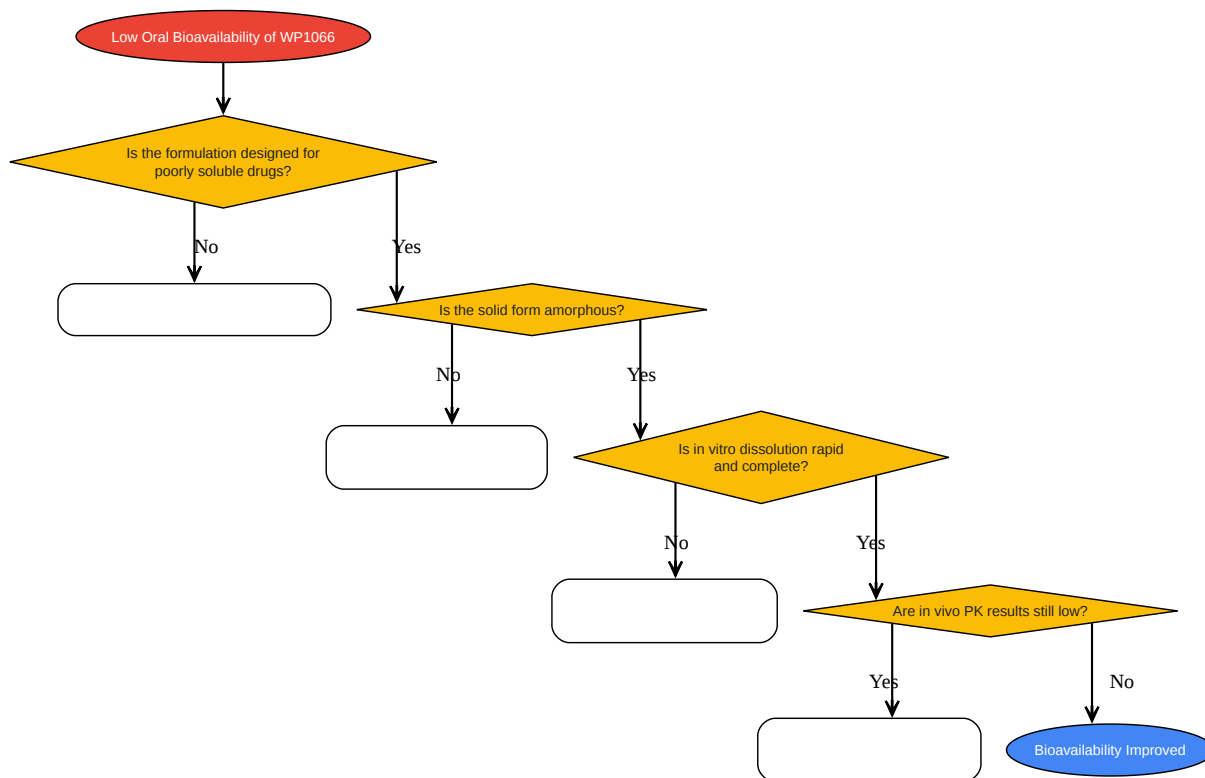 Low Oral Bioavailability of WP1066
Is the formulation designed for
poorly soluble drugs?
No
Yes
Is the solid form amorphous?
No
Yes
Is in vitro dissolution rapid
and complete?
No
Yes
Are in vivo PK results still low?
Yes
No
Bioavailability Improved